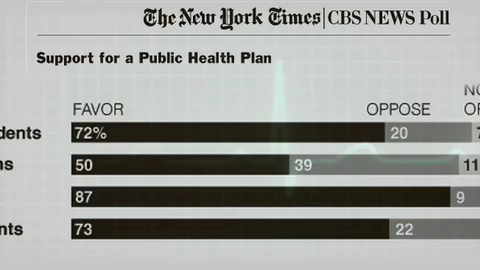 The New York Times | CBS NEWS Poll
Support for a Public Health Plan
FAVOR OPPOSE
72% 20 7
50 39 11
87 9
73 22